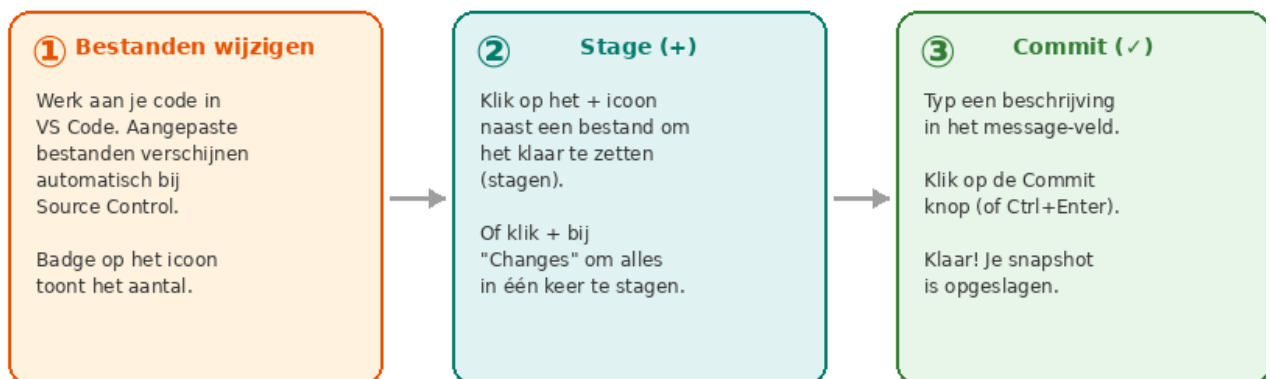 ① Bestanden wijzigen
Werk aan je code in
VS Code. Aangepaste
bestanden verschijnen
automatisch bij
Source Control.
Badge op het icoon
toont het aantal.
② Stage (+)
Klik op het + icoon
naast een bestand om
het klaar te zetten
(stagen).
Of klik + bij
"Changes" om alles
in één keer te stagen.
③ Commit (✓)
Typ een beschrijving
in het message-veld.
Klik op de Commit
knop (of Ctrl+Enter).
Klaar! Je snapshot
is opgeslagen.